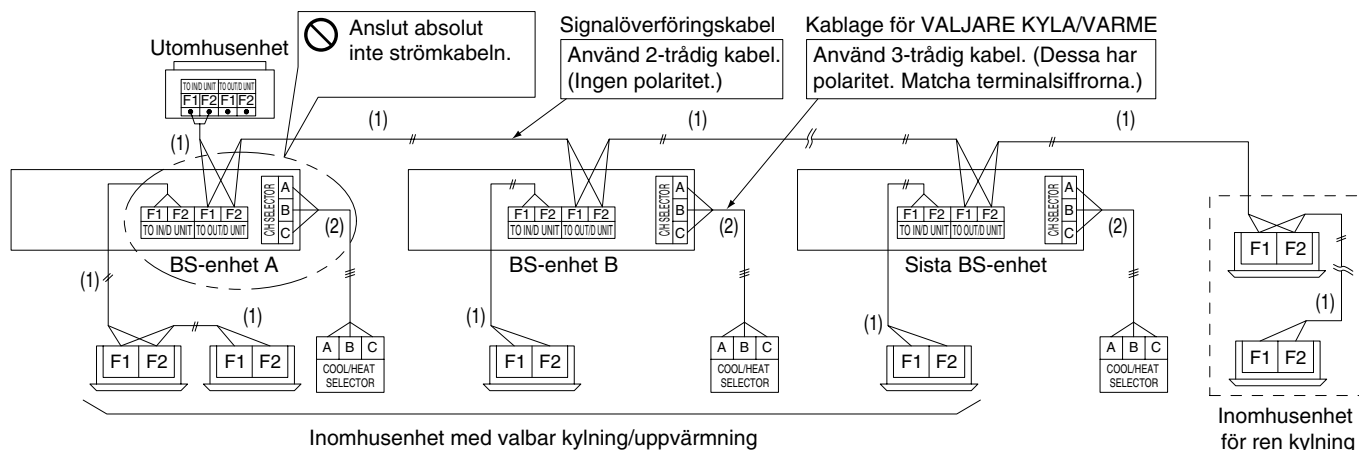 Utomhusenhet
Anslut absolut
inte strömkabeln.
Signalöverföringskabel
Använd 2-trådig kabel.
(Ingen polaritet.)
Kablage för VALJARE KYLA/VARME
Använd 3-trådig kabel. (Dessa har
polaritet. Matcha terminalsiffrorna.)
TO IN/D UNIT TO OUT/D UNIT
F1 F2 F1 F2
(1)
(1)
(1)
(1)
F1 F2 F1 F2
TO IN/D UNIT TO OUT/D UNIT
C/H SELECTOR
A
B
C
(2)
BS-enhet A
F1 F2 F1 F2
TO IN/D UNIT TO OUT/D UNIT
C/H SELECTOR
A
B
C
(2)
BS-enhet B
F1 F2 F1 F2
TO IN/D UNIT TO OUT/D UNIT
C/H SELECTOR
A
B
C
(2)
Sista BS-enhet
F1 F2
(1)
(1)
(1)
(1)
(1)
F1 F2
F1 F2
A B C
COOL/HEAT
SELECTOR
F1 F2
A B C
COOL/HEAT
SELECTOR
F1 F2
A B C
COOL/HEAT
SELECTOR
F1 F2
Inomhusenhet med valbar kylning/uppvärmning
Inomhusenhet
för ren kylning